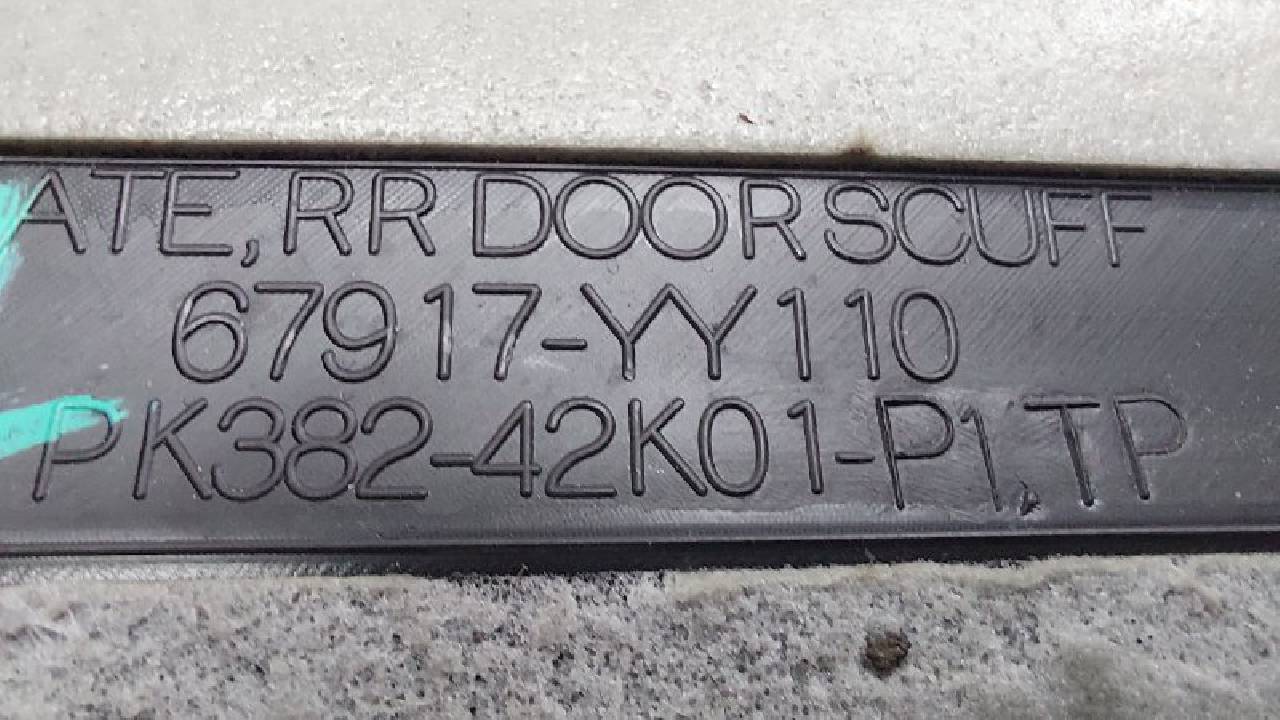 ATE, RR DOOR SCUFF
67917-YY110
PK382-42K01-P1,TP